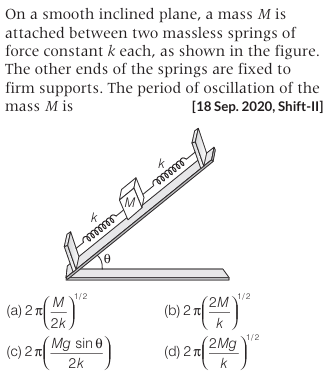 On a smooth inclined plane, a mass M is
attached between two massless springs of
force constant k each, as shown in the figure.
The other ends of the springs are fixed to
firm supports. The period of oscillation of the
mass M is [18 Sep. 2020, Shift-II]
k
M
k
θ
(a) 2π(M/2k)^1/2 (b) 2π(2M/k)^1/2
(c) 2π(Mg sin θ/2k) (d) 2π(2Mg/k)^1/2